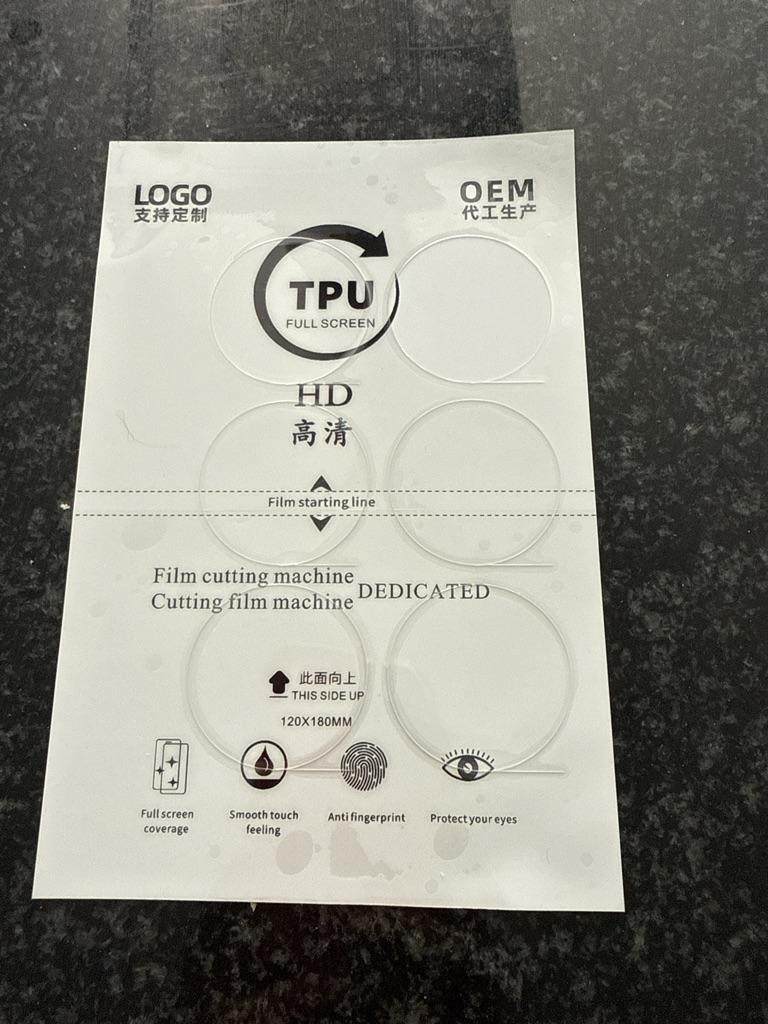 LOGO
支持定制
OEM
代工生产
TPU
FULL SCREEN
HD
高清
Film starting line
Film cutting machine
Cutting film machine
DEDICATED
此面向上
THIS SIDE UP
120X180MM
Full screen
coverage
Smooth touch
feeling
Anti fingerprint
Protect your eyes